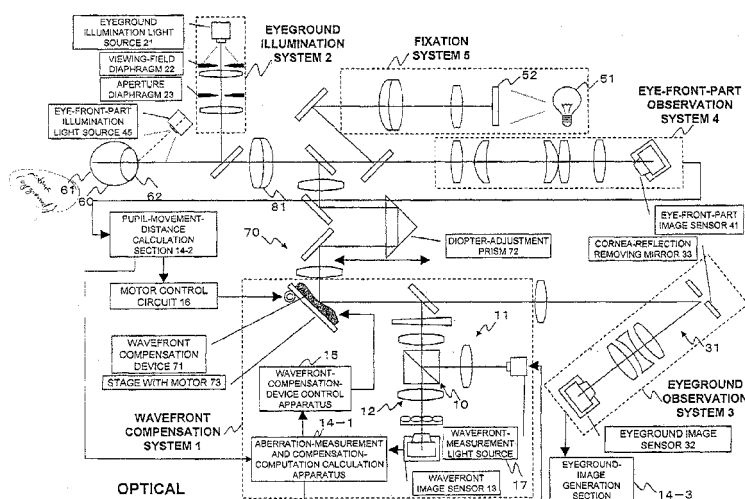 EYEGROUND
ILLUMINATION LIGHT
SOURCE 21
EYEGROUND
ILLUMINATION
SYSTEM 2
VIEWING-FIELD
DIAPHRAGM 22
APERTURE
DIAPHRAGM 23
EYE-FRONT-PART
ILLUMINATION
LIGHT SOURCE 45
FIXATION
SYSTEM 5
52
51
EYE-FRONT-PART
OBSERVATION
SYSTEM 4
61
60
62
81
PUPIL-MOVEMENT-
DISTANCE
CALCULATION
SECTION 14-2
70
DIOPTER-ADJUSTMENT
PRISM 72
EYE-FRONT-PART
IMAGE SENSOR 41
CORNEA-REFLECTION
REMOVING MIRROR 33
MOTOR CONTROL
CIRCUIT 16
WAVEFRONT
COMPENSATION
DEVICE 71
STAGE WITH MOTOR 73
11
31
15
WAVEFRONT-
COMPENSATION-
DEVICE CONTROL
APPARATUS
12
10
WAVEFRONT
COMPENSATION
SYSTEM 1
14-1
ABERRATION-MEASUREMENT
AND COMPENSATION-
COMPUTATION CALCULATION
APPARATUS
WAVEFRONT-
MEASUREMENT
LIGHT SOURCE
17
WAVEFRONT
IMAGE SENSOR 13
EYEGROUND
OBSERVATION
SYSTEM 3
EYEGROUND IMAGE
SENSOR 32
EYEGROUND-
IMAGE
GENERATION
SECTION
14-3
OPTICAL